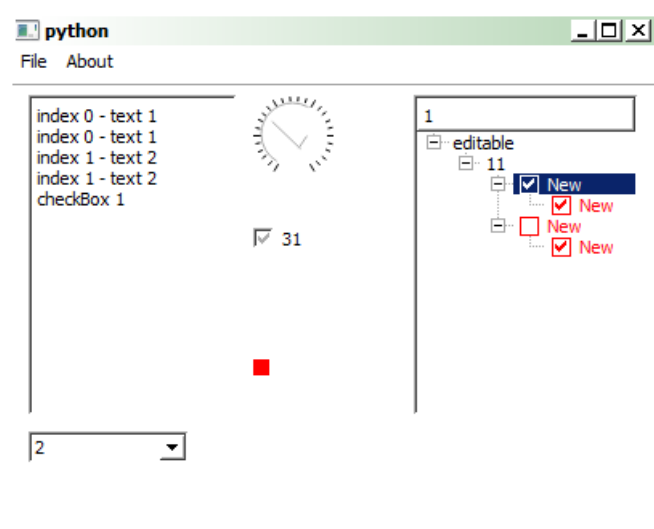 python
File About
index 0 - text 1
index 0 - text 1
index 1 - text 2
index 1 - text 2
checkBox 1
31
2
1
editable
11
New
New
New
New